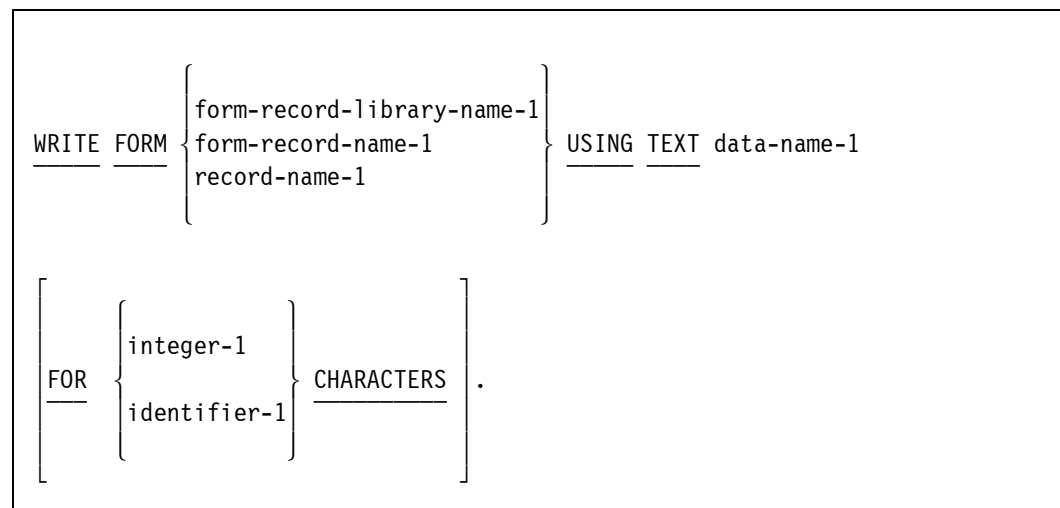 form-record-library-name-1
WRITE FORM form-record-name-1 USING TEXT data-name-1
record-name-1
integer-1
FOR CHARACTERS .
identifier-1